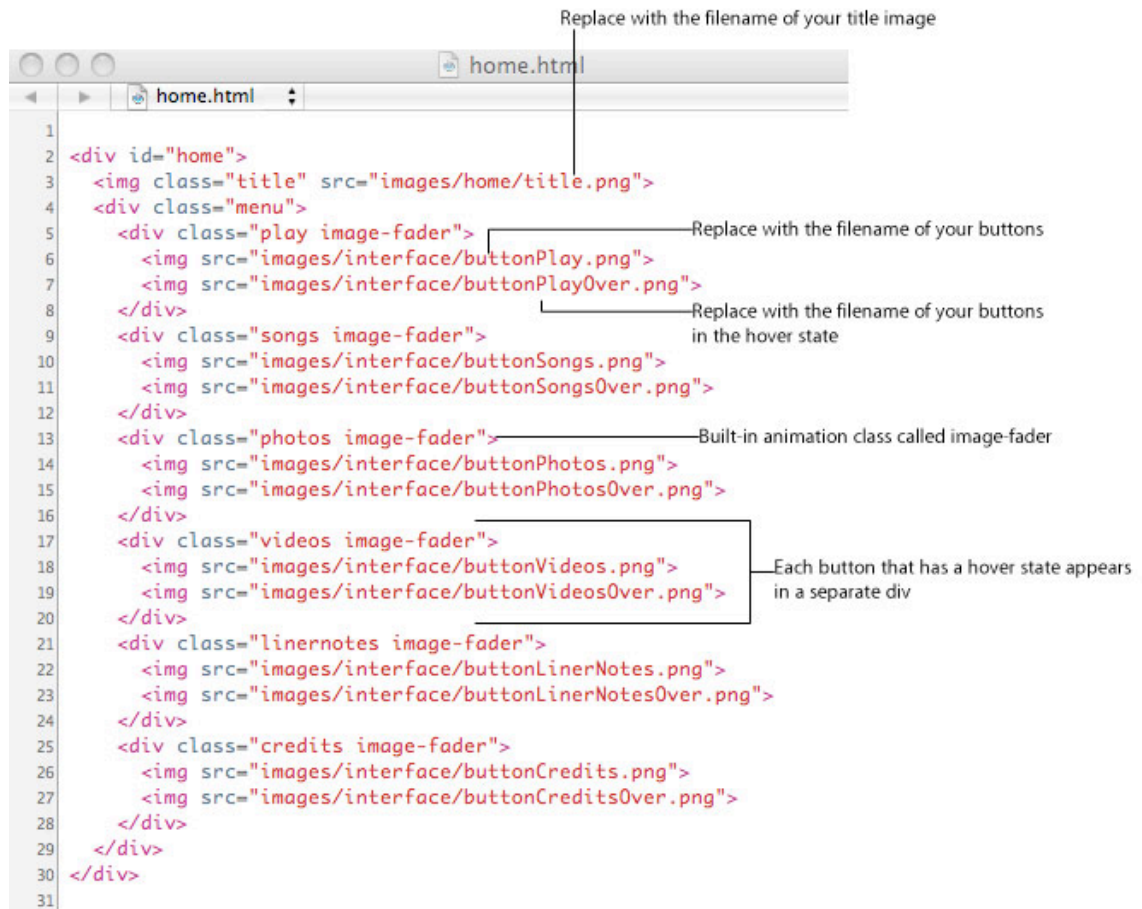 Replace with the filename of your title image
home.html
home.html
1
2 <div id="home">
3 <img class="title" src="images/home/title.png">
4 <div class="menu">
5 <div class="play image-fader">
Replace with the filename of your buttons
6 <img src="images/interface/buttonPlay.png">
7 <img src="images/interface/buttonPlayOver.png">
8 </div>
Replace with the filename of your buttons
in the hover state
9 <div class="songs image-fader">
10 <img src="images/interface/buttonSongs.png">
11 <img src="images/interface/buttonSongsOver.png">
12 </div>
13 <div class="photos image-fader">
Built-in animation class called image-fader
14 <img src="images/interface/buttonPhotos.png">
15 <img src="images/interface/buttonPhotosOver.png">
16 </div>
17 <div class="videos image-fader">
18 <img src="images/interface/buttonVideos.png">
Each button that has a hover state appears
in a separate div
19 <img src="images/interface/buttonVideosOver.png">
20 </div>
21 <div class="linernotes image-fader">
22 <img src="images/interface/buttonLinerNotes.png">
23 <img src="images/interface/buttonLinerNotesOver.png">
24 </div>
25 <div class="credits image-fader">
26 <img src="images/interface/buttonCredits.png">
27 <img src="images/interface/buttonCreditsOver.png">
28 </div>
29 </div>
30 </div>
31